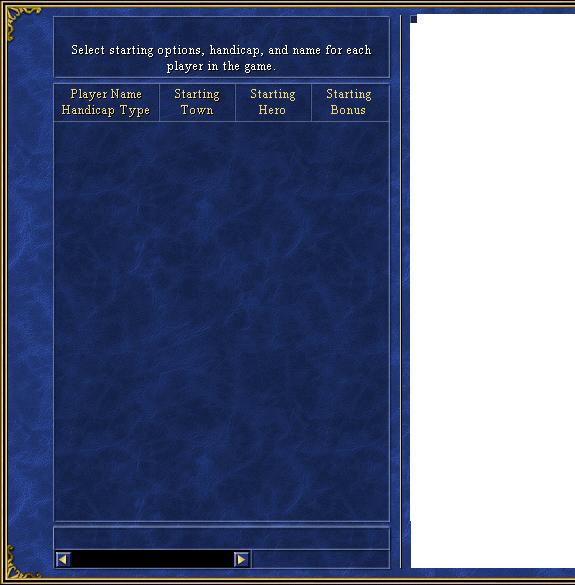 Select starting options, handicap, and name for each
player in the game.
Player Name
Handicap Type
Starting
Town
Starting
Hero
Starting
Bonus